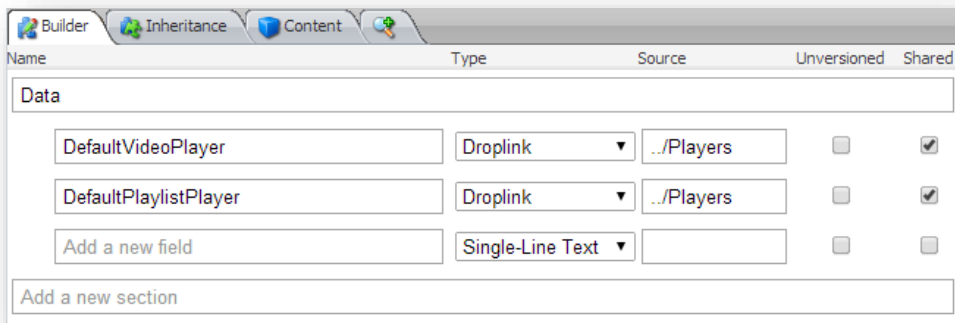 Builder Inheritance Content
Name Type Source Unversioned Shared
Data
DefaultVideoPlayer Droplink ../Players
DefaultPlaylistPlayer Droplink ../Players
Add a new field Single-Line Text
Add a new section